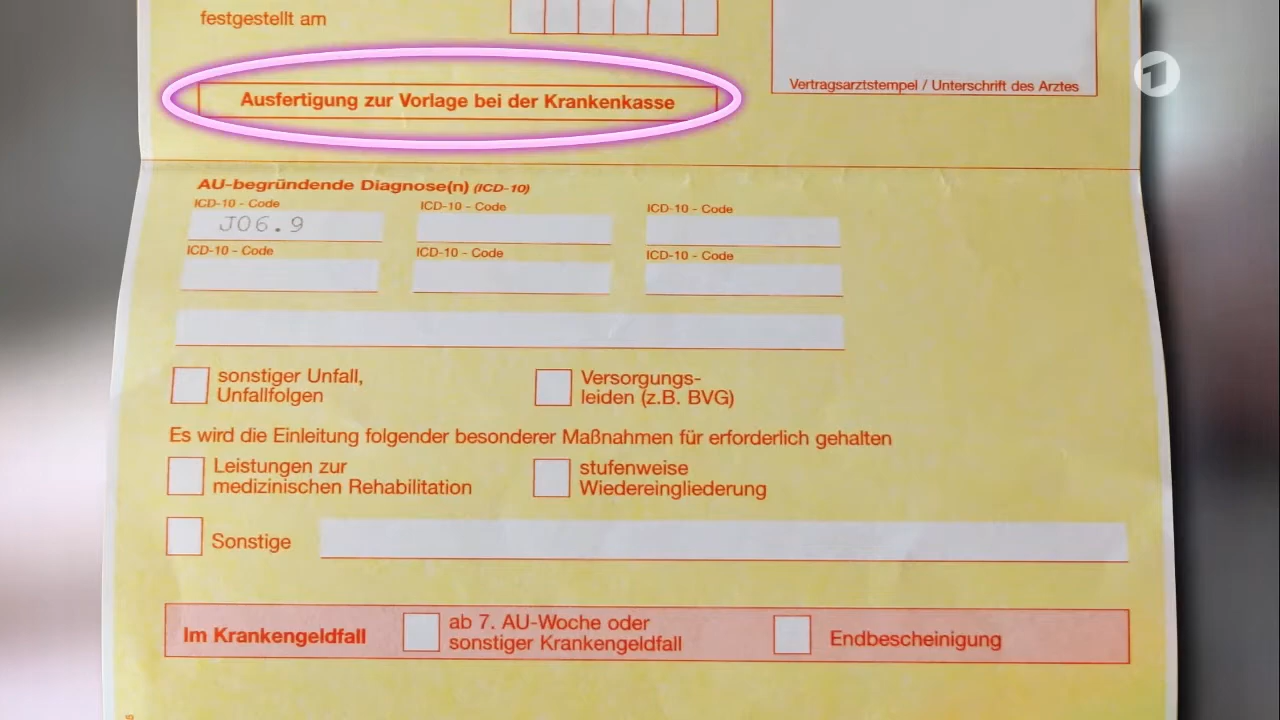 festgestellt am
Vertragsarztstempel / Unterschrift des Arztes
Ausfertigung zur Vorlage bei der Krankenkasse
AU-begründende Diagnose(n) (ICD-10)
ICD-10 - Code
ICD-10 - Code
ICD-10 - Code
J06.9
ICD-10 - Code
ICD-10 - Code
ICD-10 - Code
sonstiger Unfall,
Unfallfolgen
Versorgungs-
leiden (z.B. BVG)
Es wird die Einleitung folgender besonderer Maßnahmen für erforderlich gehalten
Leistungen zur
medizinischen Rehabilitation
stufenweise
Wiedereingliederung
Sonstige
Im Krankengeldfall
ab 7. AU-Woche oder
sonstiger Krankengeldfall
Endbescheinigung
1